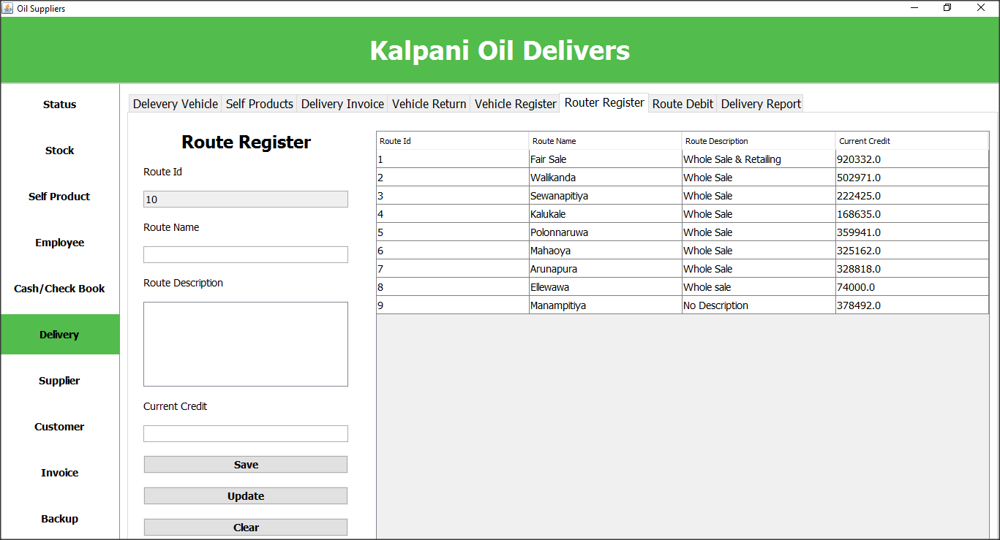 Oil Suppliers
Kalpani Oil Delivers
Status
Stock
Self Product
Employee
Cash/Check Book
Delivery
Supplier
Customer
Invoice
Backup
Delevery Vehicle Self Products Delivery Invoice Vehicle Return Vehicle Register Router Register Route Debit Delivery Report
Route Register
Route Id
10
Route Name
Route Description
Current Credit
Save
Update
Clear
Route Id Route Name Route Description Current Credit
1 Fair Sale Whole Sale & Retailing 920332.0
2 Walikanda Whole Sale 502971.0
3 Sewanapitiya Whole Sale 222425.0
4 Kalukale Whole Sale 168635.0
5 Polonnaruwa Whole Sale 359941.0
6 Mahaoya Whole Sale 325162.0
7 Arunapura Whole Sale 328818.0
8 Ellewawa Whole sale 74000.0
9 Manampitiya No Description 378492.0